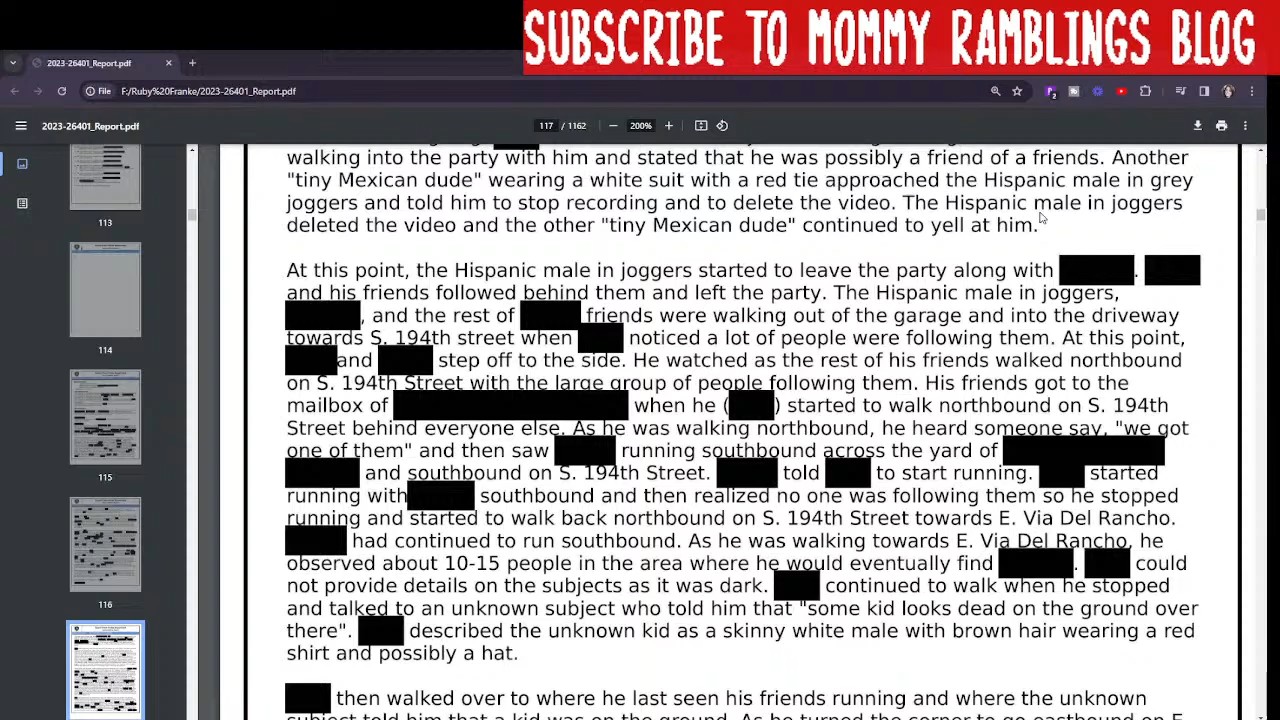 SUBSCRIBE TO MOMMY RAMBLINGS BLOG
2023-26401_Report.pdf
File F:/Ruby%20Franke/2023-26401_Report.pdf
2023-26401_Report.pdf 117 / 1162 200%
walking into the party with him and stated that he was possibly a friend of a friends. Another
"tiny Mexican dude" wearing a white suit with a red tie approached the Hispanic male in grey
joggers and told him to stop recording and to delete the video. The Hispanic male in joggers
deleted the video and the other "tiny Mexican dude" continued to yell at him.
At this point, the Hispanic male in joggers started to leave the party along with .
and his friends followed behind them and left the party. The Hispanic male in joggers,
, and the rest of friends were walking out of the garage and into the driveway
towards S. 194th street when noticed a lot of people were following them. At this point,
and step off to the side. He watched as the rest of his friends walked northbound
on S. 194th Street with the large group of people following them. His friends got to the
mailbox of when he ( ) started to walk northbound on S. 194th
Street behind everyone else. As he was walking northbound, he heard someone say, "we got
one of them" and then saw running southbound across the yard of
and southbound on S. 194th Street. told to start running. started
running with southbound and then realized no one was following them so he stopped
running and started to walk back northbound on S. 194th Street towards E. Via Del Rancho.
had continued to run southbound. As he was walking towards E. Via Del Rancho, he
observed about 10-15 people in the area where he would eventually find . could
not provide details on the subjects as it was dark. continued to walk when he stopped
and talked to an unknown subject who told him that "some kid looks dead on the ground over
there". described the unknown kid as a skinny white male with brown hair wearing a red
shirt and possibly a hat.
then walked over to where he last seen his friends running and where the unknown
subject told him that a kid was on the ground. As he turned the corner to go eastbound on E.
113
114
115
116